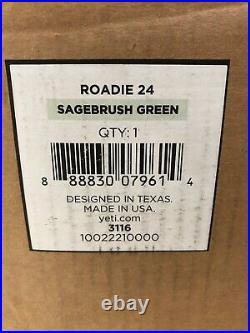 ROADIE 24
SAGEBRUSH GREEN
QTY: 1
8 88830 07961 4
DESIGNED IN TEXAS.
MADE IN USA.
yeti.com
3116
10022210000